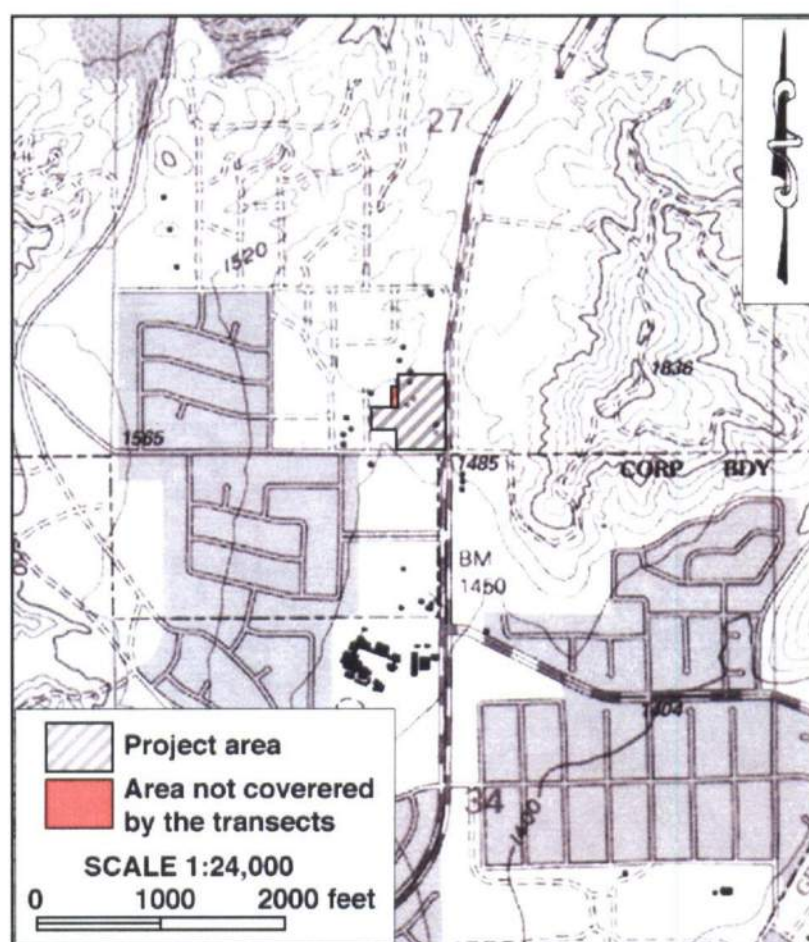 27
1520
1836
1565
1485
CORP BDY
BM
1450
1404
34
1400
Project area
Area not coverered
by the transects
SCALE 1:24,000
0 1000 2000 feet